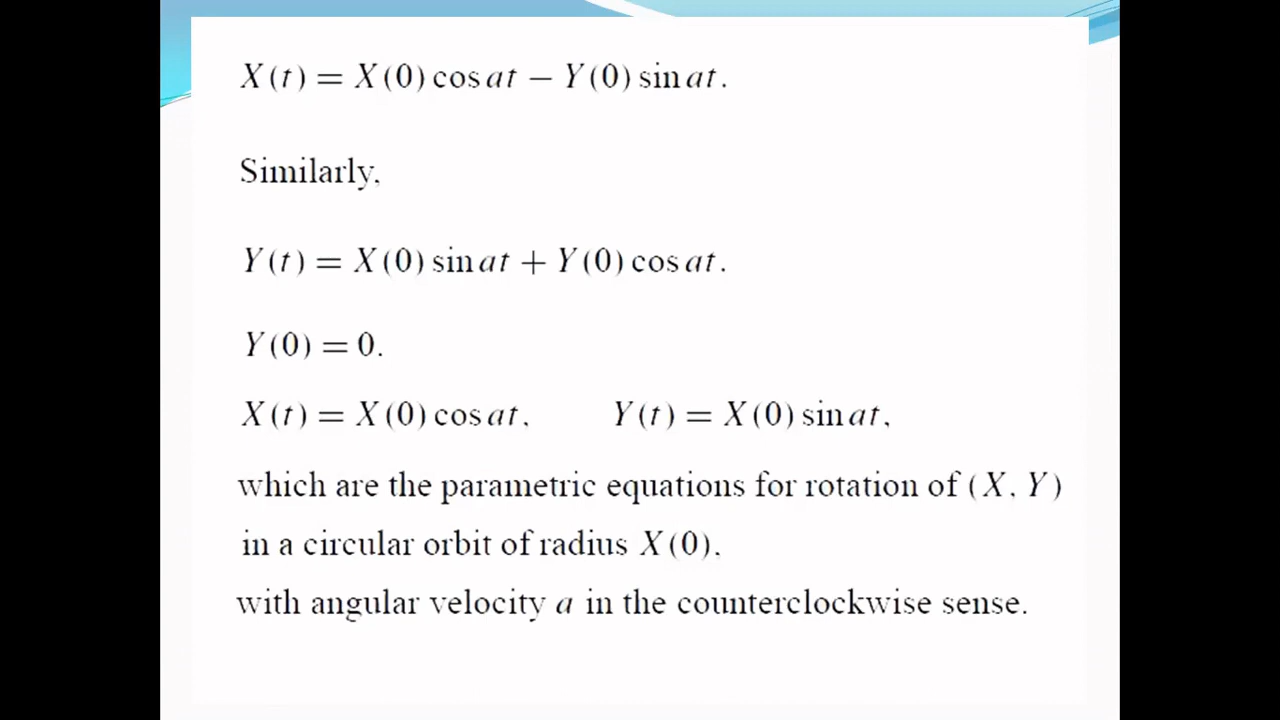 X(t) = X(0) cos at − Y(0) sin at.
Similarly,
Y(t) = X(0) sin at + Y(0) cos at.
Y(0) = 0.
X(t) = X(0) cos at, Y(t) = X(0) sin at,
which are the parametric equations for rotation of (X, Y)
in a circular orbit of radius X(0),
with angular velocity a in the counterclockwise sense.